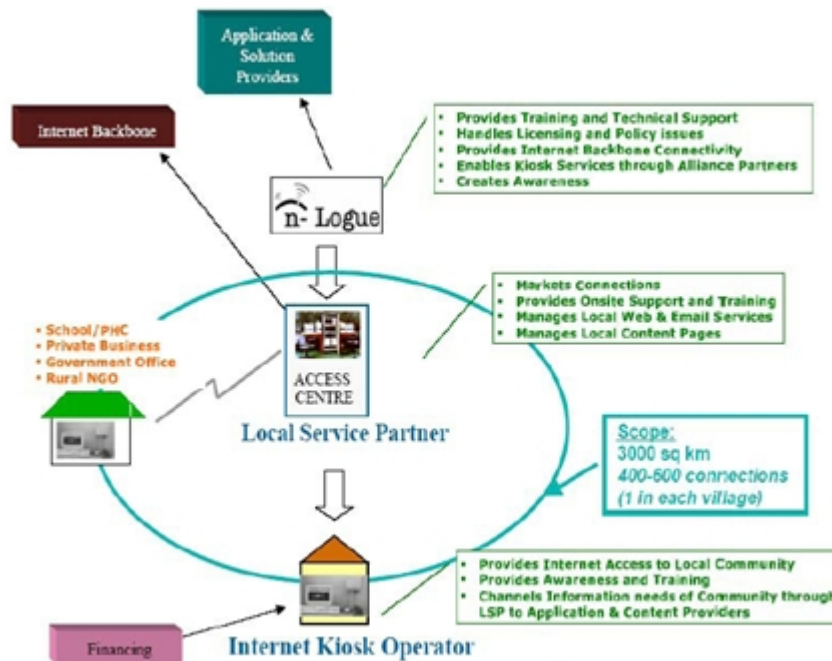 Application &
Solution
Providers
Internet Backbone
• Provides Training and Technical Support
• Handles Licensing and Policy issues
• Provides Internet Backbone Connectivity
• Enables Kiosk Services through Alliance Partners
• Creates Awareness
n- Logue
• Markets Connections
• Provides Onsite Support and Training
• Manages Local Web & Email Services
• Manages Local Content Pages
• School/PHC
• Private Business
• Government Office
• Rural NGO
ACCESS
CENTRE
Local Service Partner
Scope:
3000 sq km
400-600 connections
(1 in each village)
• Provides Internet Access to Local Community
• Provides Awareness and Training
• Channels Information needs of Community through
LSP to Application & Content Providers
Financing
Internet Kiosk Operator